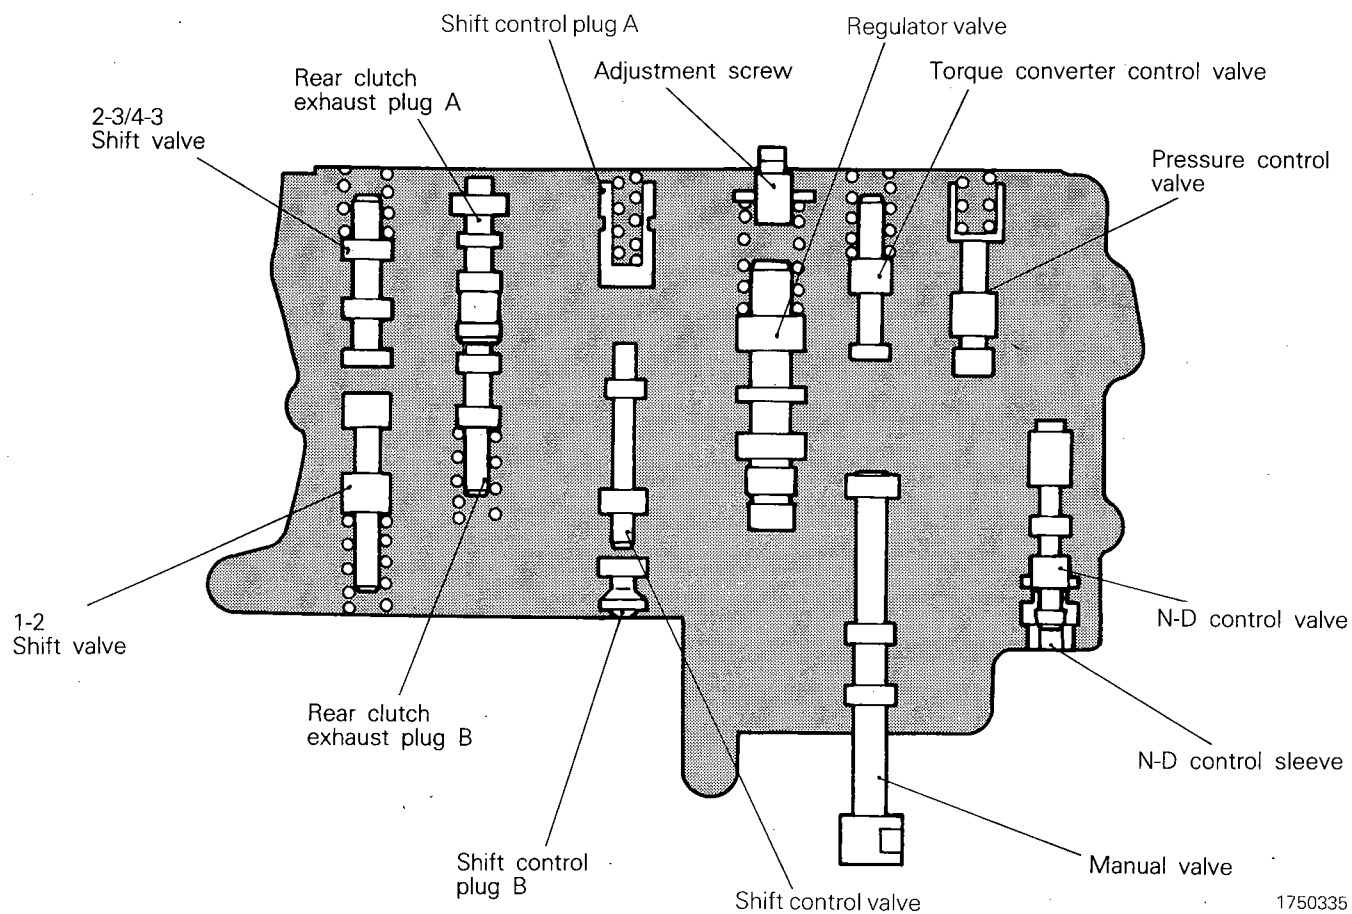 Shift control plug A
Regulator valve
Rear clutch
exhaust plug A
Adjustment screw
Torque converter control valve
2-3/4-3
Shift valve
Pressure control
valve
1-2
Shift valve
N-D control valve
Rear clutch
exhaust plug B
N-D control sleeve
Shift control
plug B
Manual valve
Shift control valve
1750335